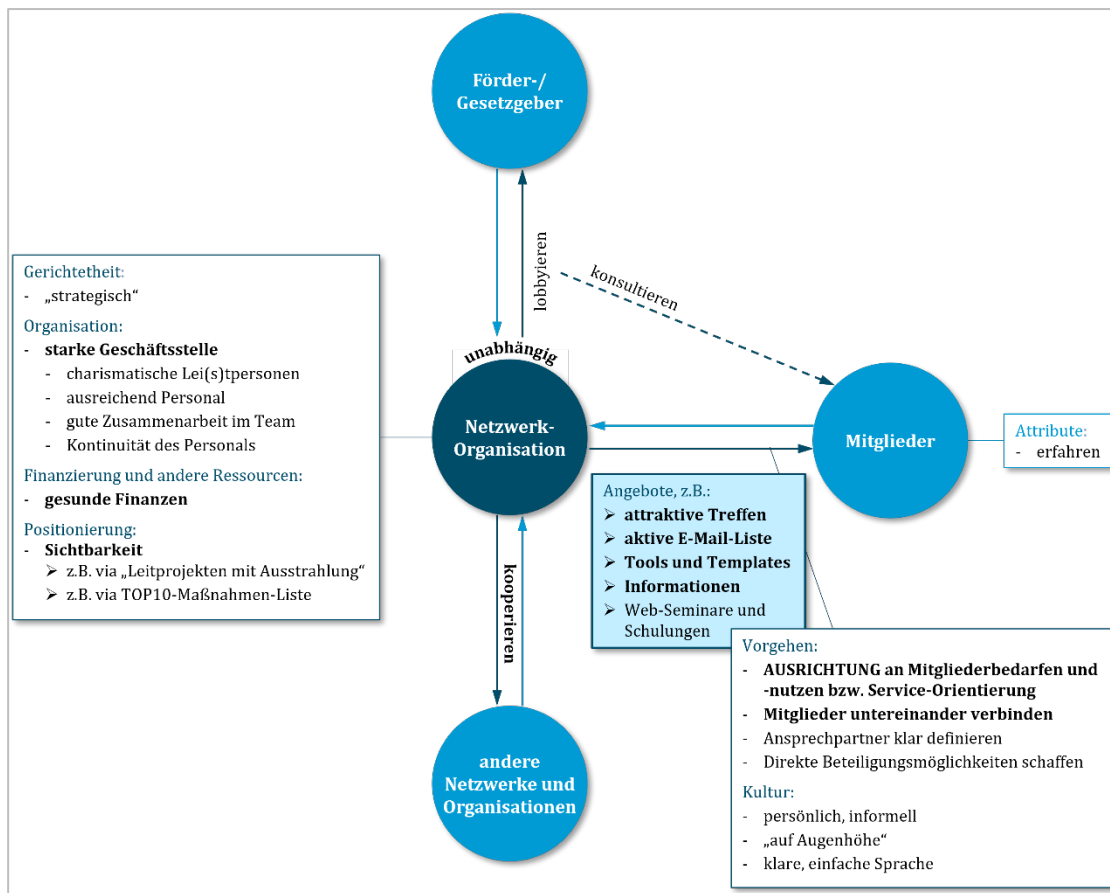 Förder-/
Gesetzgeber
lobbyieren
konsultieren
unabhängig
Netzwerk-
Organisation
Mitglieder
Attribute:
- erfahren
Gerichtetheit:
- „strategisch“
Organisation:
- starke Geschäftsstelle
- charismatische Lei(s)tpersonen
- ausreichend Personal
- gute Zusammenarbeit im Team
- Kontinuität des Personals
Finanzierung und andere Ressourcen:
- gesunde Finanzen
Positionierung:
- Sichtbarkeit
➢ z.B. via „Leitprojekten mit Ausstrahlung“
➢ z.B. via TOP10-Maßnahmen-Liste
Angebote, z.B.:
➢ attraktive Treffen
➢ aktive E-Mail-Liste
➢ Tools und Templates
➢ Informationen
➢ Web-Seminare und
Schulungen
kooperieren
andere
Netzwerke und
Organisationen
Vorgehen:
- AUSRICHTUNG an Mitgliederbedarfen und
-nutzen bzw. Service-Orientierung
- Mitglieder untereinander verbinden
- Ansprechpartner klar definieren
- Direkte Beteiligungsmöglichkeiten schaffen
Kultur:
- persönlich, informell
- „auf Augenhöhe“
- klare, einfache Sprache